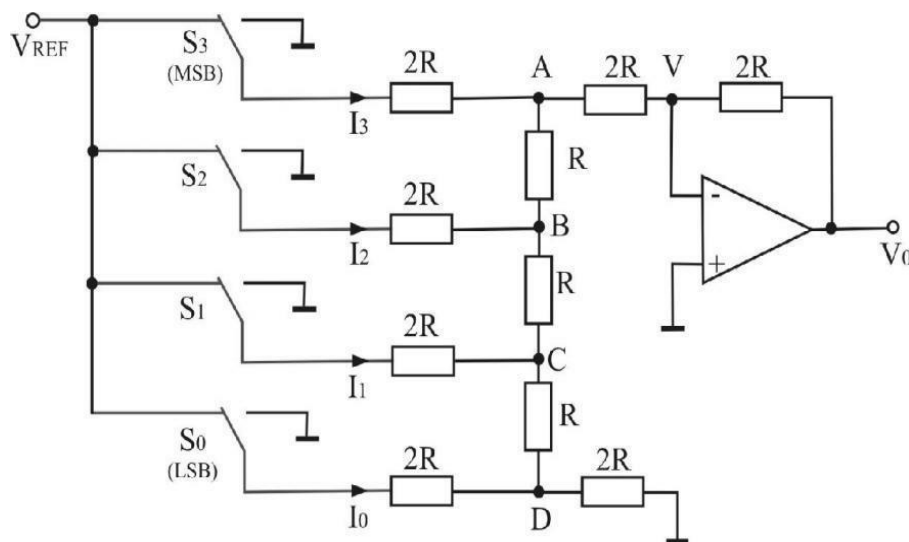 VREF
S3
(MSB)
2R
I3
A
2R
V
2R
R
S2
2R
I2
B
-
+
V0
R
S1
2R
I1
C
R
S0
(LSB)
2R
I0
D
2R